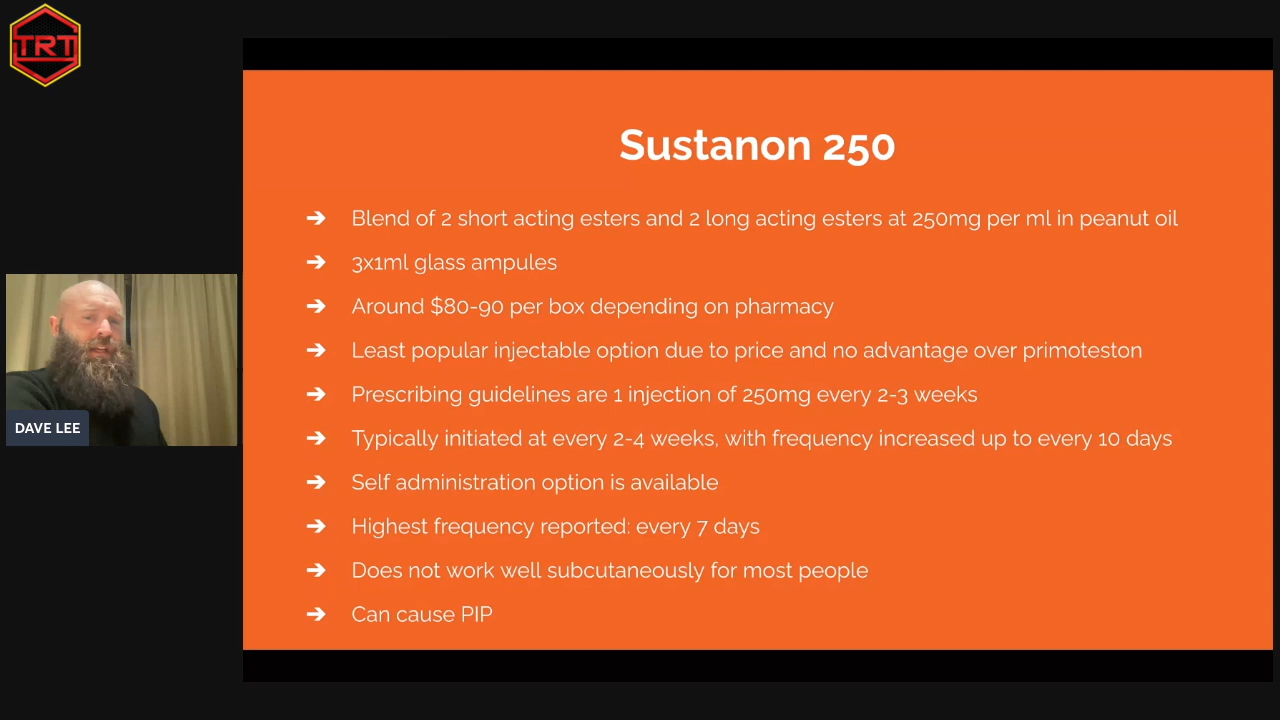 TRT
Sustanon 250
➔ Blend of 2 short acting esters and 2 long acting esters at 250mg per ml in peanut oil
➔ 3x1ml glass ampules
➔ Around $80-90 per box depending on pharmacy
➔ Least popular injectable option due to price and no advantage over primoteston
➔ Prescribing guidelines are 1 injection of 250mg every 2-3 weeks
➔ Typically initiated at every 2-4 weeks, with frequency increased up to every 10 days
➔ Self administration option is available
➔ Highest frequency reported: every 7 days
➔ Does not work well subcutaneously for most people
➔ Can cause PIP
DAVE LEE